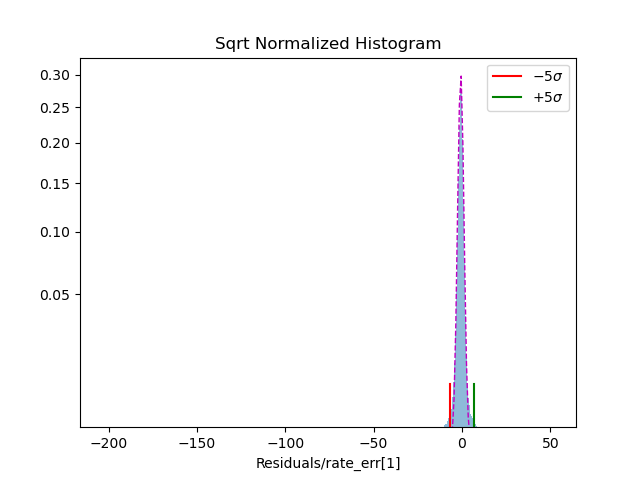 Sqrt Normalized Histogram
−5σ
+5σ
0.30
0.25
0.20
0.15
0.10
0.05
−200 −150 −100 −50 0 50
Residuals/rate_err[1]